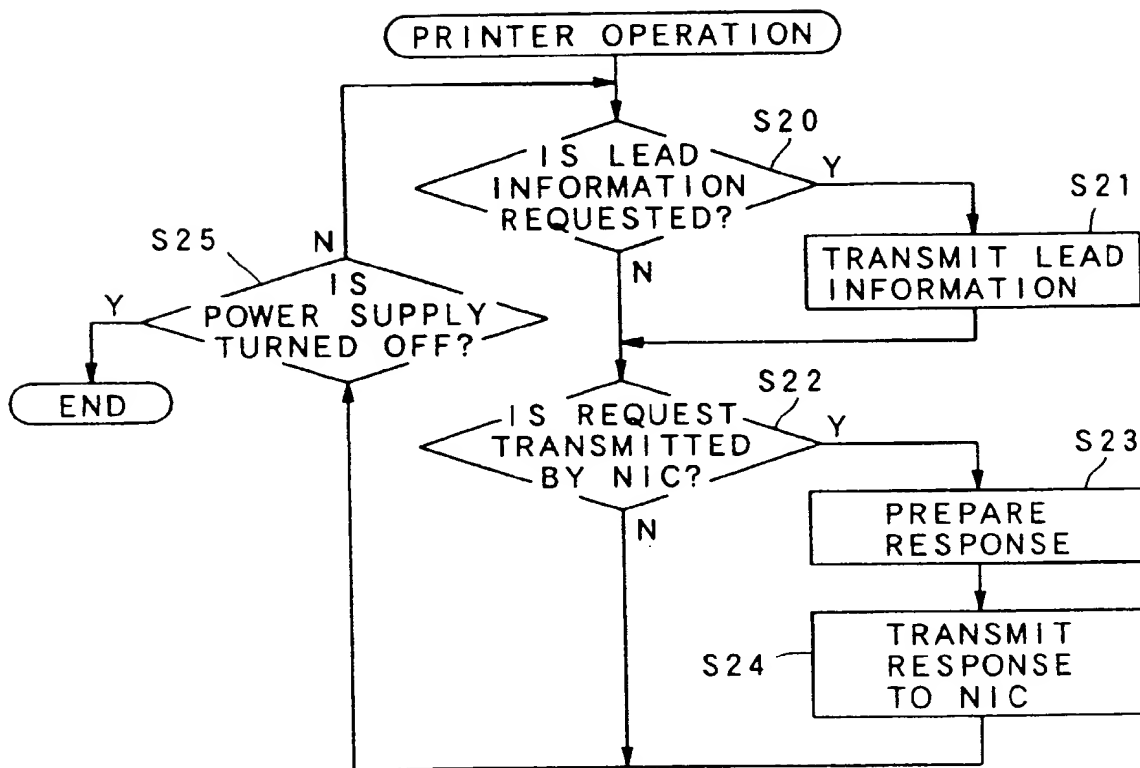 PRINTER OPERATION
S20
IS LEAD
INFORMATION
REQUESTED?
Y
N
S21
TRANSMIT LEAD
INFORMATION
S25
N
IS
POWER SUPPLY
TURNED OFF?
Y
END
S22
IS REQUEST
TRANSMITTED
BY NIC?
Y
N
S23
PREPARE
RESPONSE
S24
TRANSMIT
RESPONSE
TO NIC